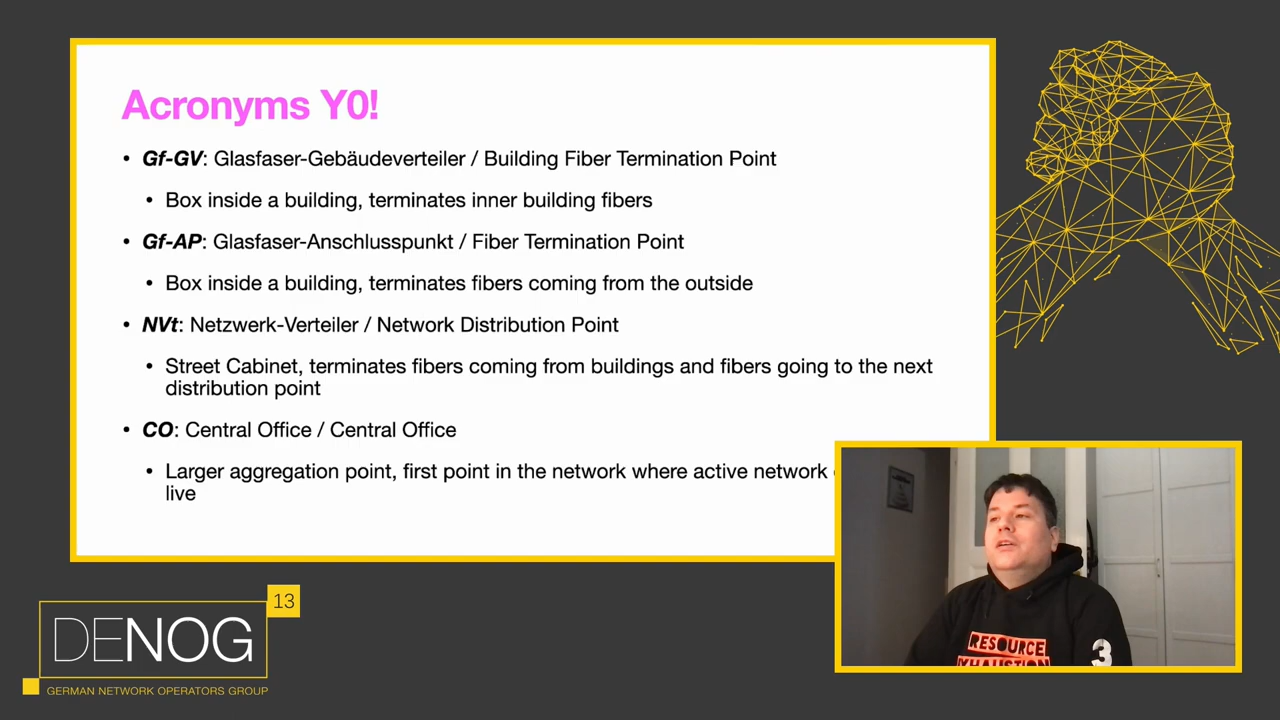 Acronyms Y0!
• Gf-GV: Glasfaser-Gebäudeverteiler / Building Fiber Termination Point
• Box inside a building, terminates inner building fibers
• Gf-AP: Glasfaser-Anschlusspunkt / Fiber Termination Point
• Box inside a building, terminates fibers coming from the outside
• NVt: Netzwerk-Verteiler / Network Distribution Point
• Street Cabinet, terminates fibers coming from buildings and fibers going to the next
distribution point
• CO: Central Office / Central Office
• Larger aggregation point, first point in the network where active network
live
RESOURCE
3
13
DENOG
GERMAN NETWORK OPERATORS GROUP